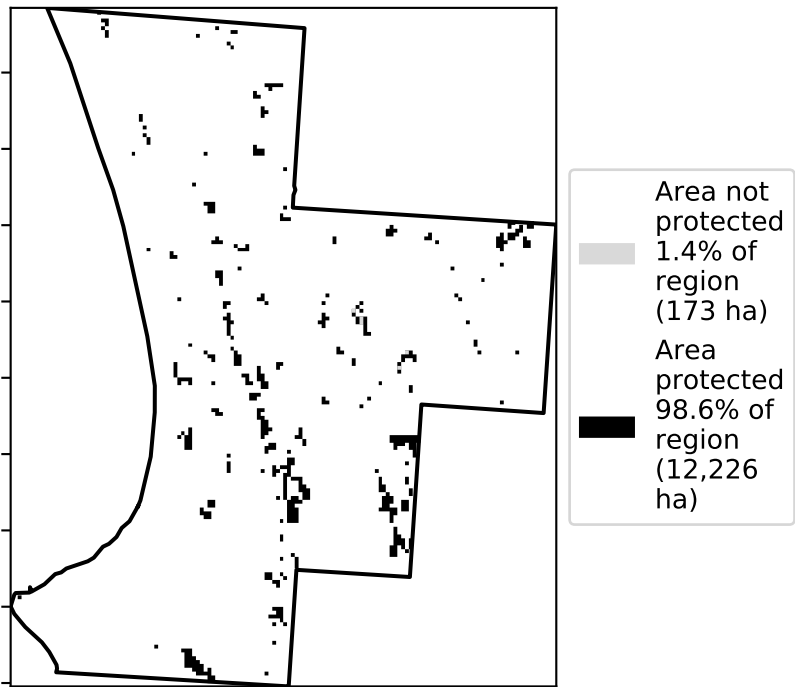 Area not
protected
1.4% of
region
(173 ha)
Area
protected
98.6% of
region
(12,226
ha)